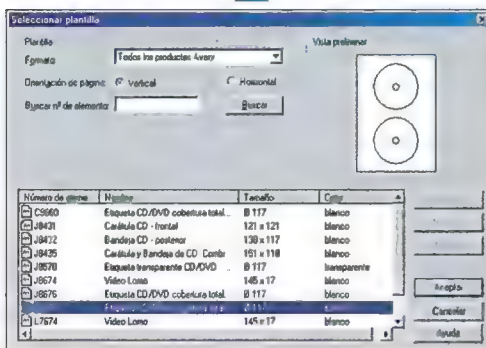 Seleccionar plantilla
Plantilla
Vista preliminar
Formato: Todos los productos Avery
Orientación de página: Vertical Horizontal
Buscar nº de elemento: Buscar
Número de Nombre Tamaño Color
C9660 Etiqueta CD/DVD cobertura total... Ø 117 blanco
J8431 Carátula CD - frontal 121 x 121 blanco
J8432 Bandeja CD - posterior 138 x 117 blanco
J8435 Carátula y Bandeja de CD. Combi 151 x 118 blanco
J8570 Etiqueta transparente CD/DVD Ø 117 transparente
J8674 Video Lomo 145 x 17 blanco
J8676 Etiqueta CD/DVD cobertura total. Ø 117 blanco
L7674 Video Lomo 145 x 17 blanco
Aceptar
Cancelar
Ayuda